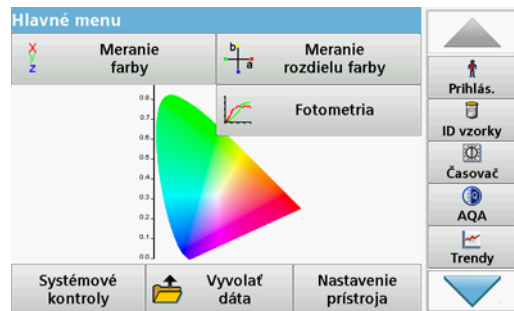 Hlavné menu
X
y
z
Meranie
farby
b
a
Meranie
rozdielu farby
Fotometria
0.8
0.7
0.6
0.5
0.4
0.3
0.2
0.1
0.0
Systémové
kontroly
Vyvolať
dáta
Nastavenie
prístroja
Prihlás.
ID vzorky
Časovač
AQA
Trendy